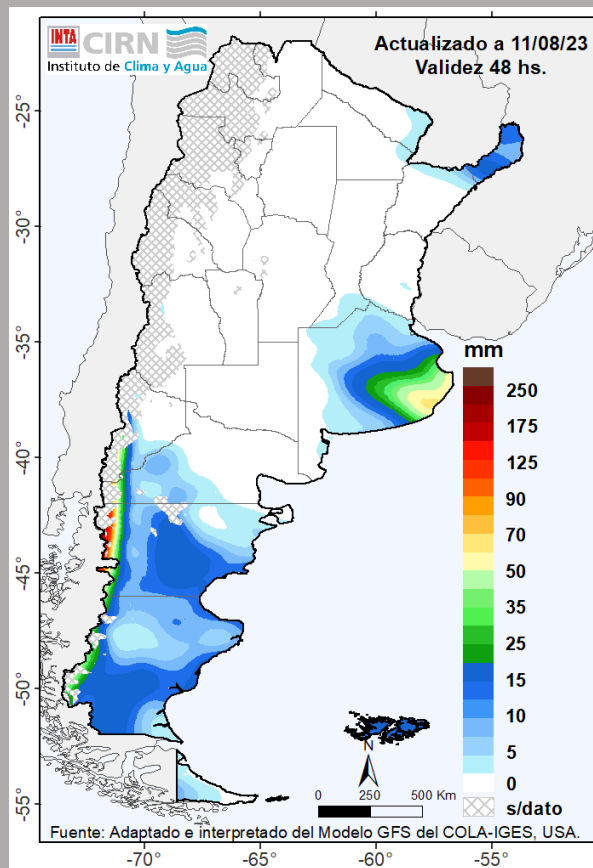 INTA CIRN
Instituto de Clima y Agua
Actualizado a 11/08/23
Validez 48 hs.
-25°
-30°
-35°
-40°
-45°
-50°
-55°
mm
250
175
125
90
70
50
35
25
15
10
5
0
s/dato
N
0 250 500 Km
Fuente: Adaptado e interpretado del Modelo GFS del COLA-IGES, USA.
-70° -65° -60° -55°